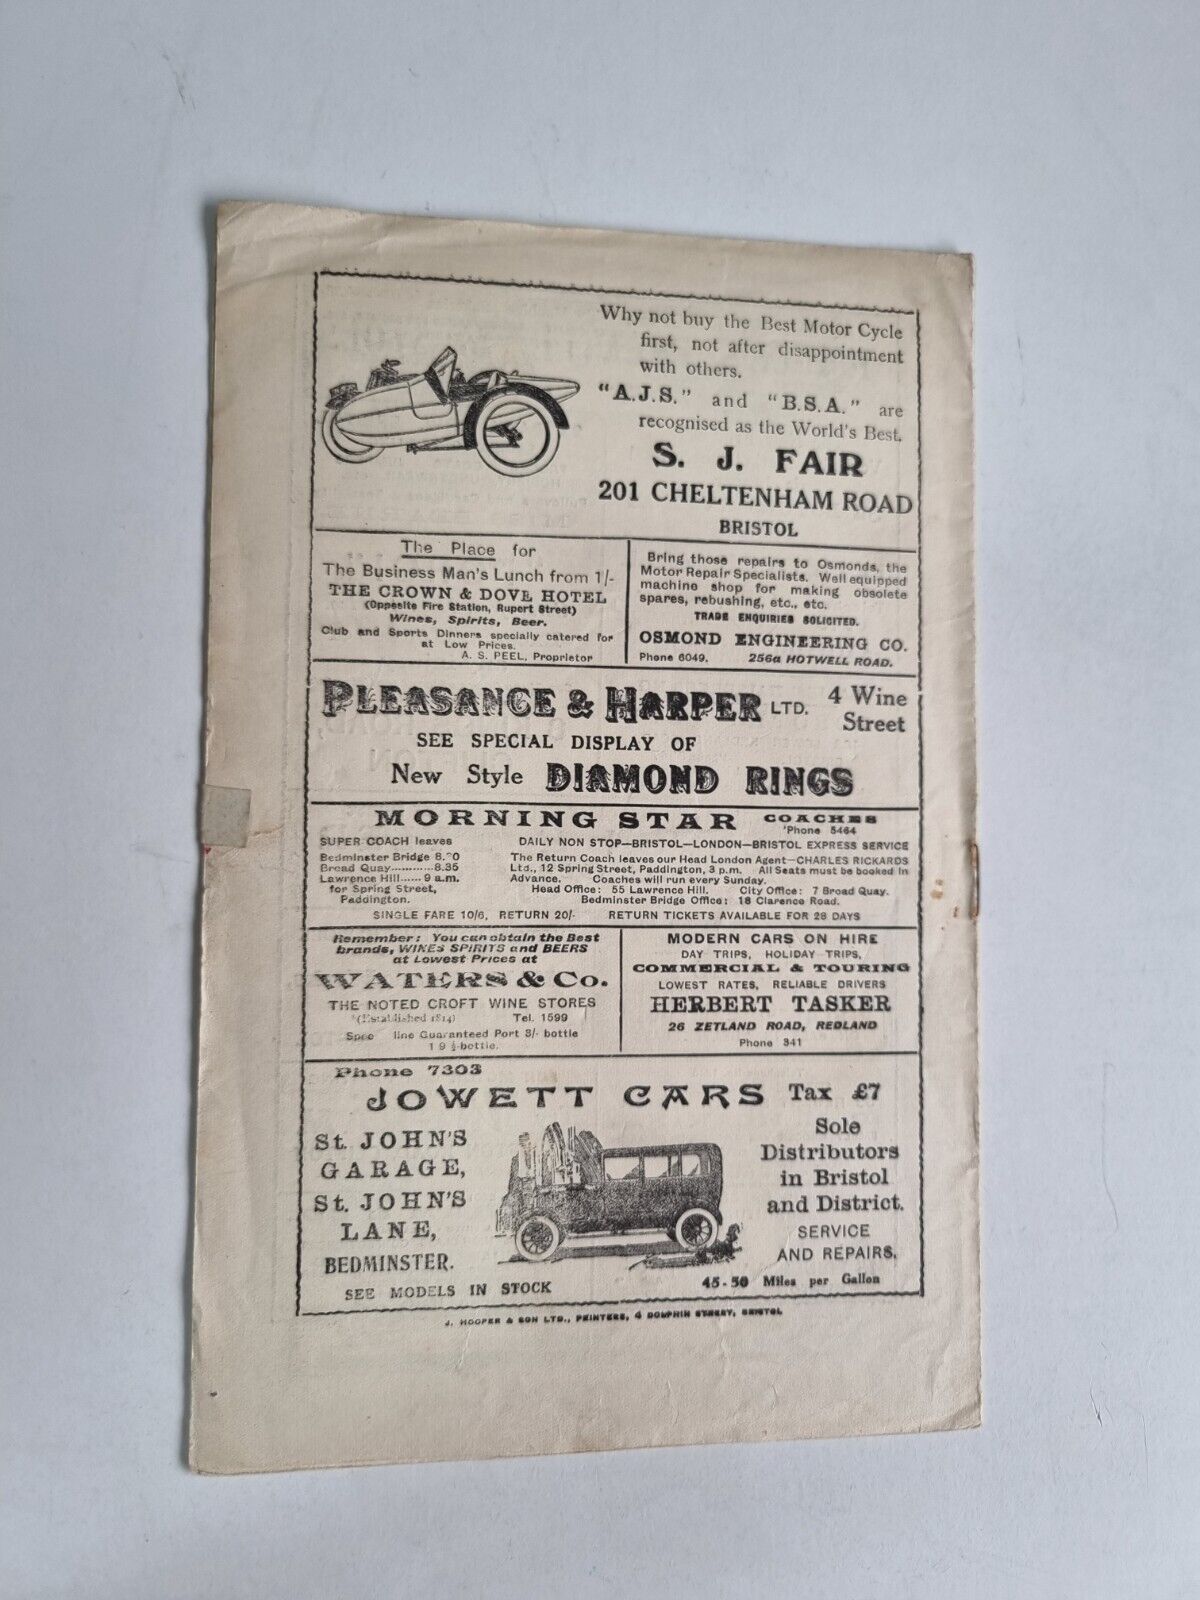 Why not buy the Best Motor Cycle
first, not after disappointment
with others.
"A.J.S." and "B.S.A." are
recognised as the World's Best.
S. J. FAIR
201 CHELTENHAM ROAD
BRISTOL
The Place for
The Business Man's Lunch from 1/-
THE CROWN & DOVE HOTEL
(Opposite Fire Station, Rupert Street)
Wines, Spirits, Beer.
Club and Sports Dinners specially catered for
at Low Prices.
A. S. PEEL, Proprietor
Bring those repairs to Osmonds, the
Motor Repair Specialists. Well equipped
machine shop for making obsolete
spares, rebushing, etc., etc.
TRADE ENQUIRIES SOLICITED.
OSMOND ENGINEERING CO.
Phone 6049. 256a HOTWELL ROAD.
PLEASANCE & HARPER LTD. 4 Wine
Street
SEE SPECIAL DISPLAY OF
New Style DIAMOND RINGS
MORNING STAR COACHES
'Phone 5464
SUPER COACH leaves
Bedminster Bridge
Broad Quay............8.35
Lawrence Hill......9 a.m.
for Spring Street,
Paddington.
DAILY NON STOP—BRISTOL—LONDON—BRISTOL EXPRESS SERVICE
The Return Coach leaves our Head London Agent—CHARLES RICKARDS
Ltd., 12 Spring Street, Paddington, 3 p.m. All Seats must be booked in
Advance. Coaches will run every Sunday.
Head Office: 55 Lawrence Hill. City Office: 7 Broad Quay.
Bedminster Bridge Office: 18 Clarence Road.
SINGLE FARE 10/6, RETURN 20/- RETURN TICKETS AVAILABLE FOR 28 DAYS
Remember: You can obtain the Best
brands, WINES SPIRITS and BEERS
at Lowest Prices at
WATERS & CO.
THE NOTED CROFT WINE STORES
(Established 1814) Tel. 1599
Guaranteed Port 3/- bottle
½-bottle.
MODERN CARS ON HIRE
DAY TRIPS, HOLIDAY TRIPS,
COMMERCIAL & TOURING
LOWEST RATES, RELIABLE DRIVERS
HERBERT TASKER
26 ZETLAND ROAD, REDLAND
Phone 341
Phone 7303
JOWETT CARS Tax £7
St. JOHN'S
GARAGE,
St. JOHN'S
LANE,
BEDMINSTER.
SEE MODELS IN STOCK
Sole
Distributors
in Bristol
and District.
SERVICE
AND REPAIRS.
45-50 Miles per Gallon
J. HOOPER & SON LTD., PRINTERS, 4 DOLPHIN STREET, BRISTOL